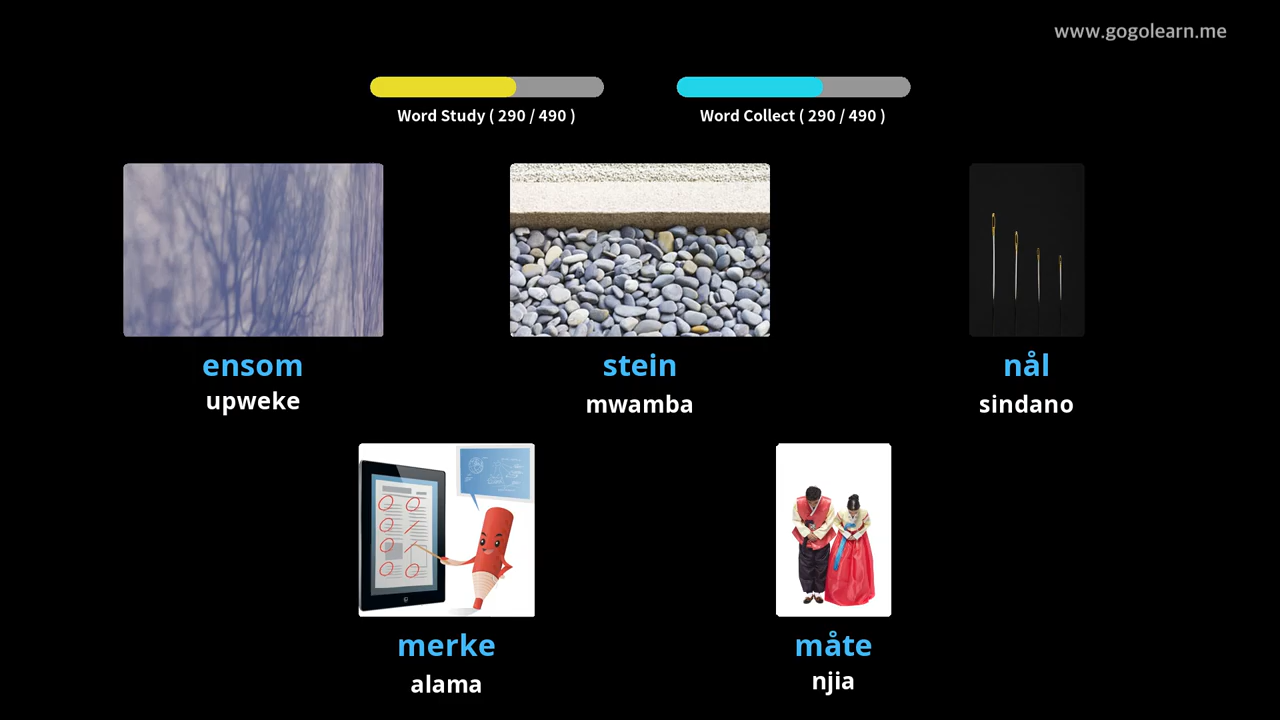 www.gogolearn.me
Word Study ( 290 / 490 )
Word Collect ( 290 / 490 )
ensom
upweke
stein
mwamba
nål
sindano
merke
alama
måte
njia